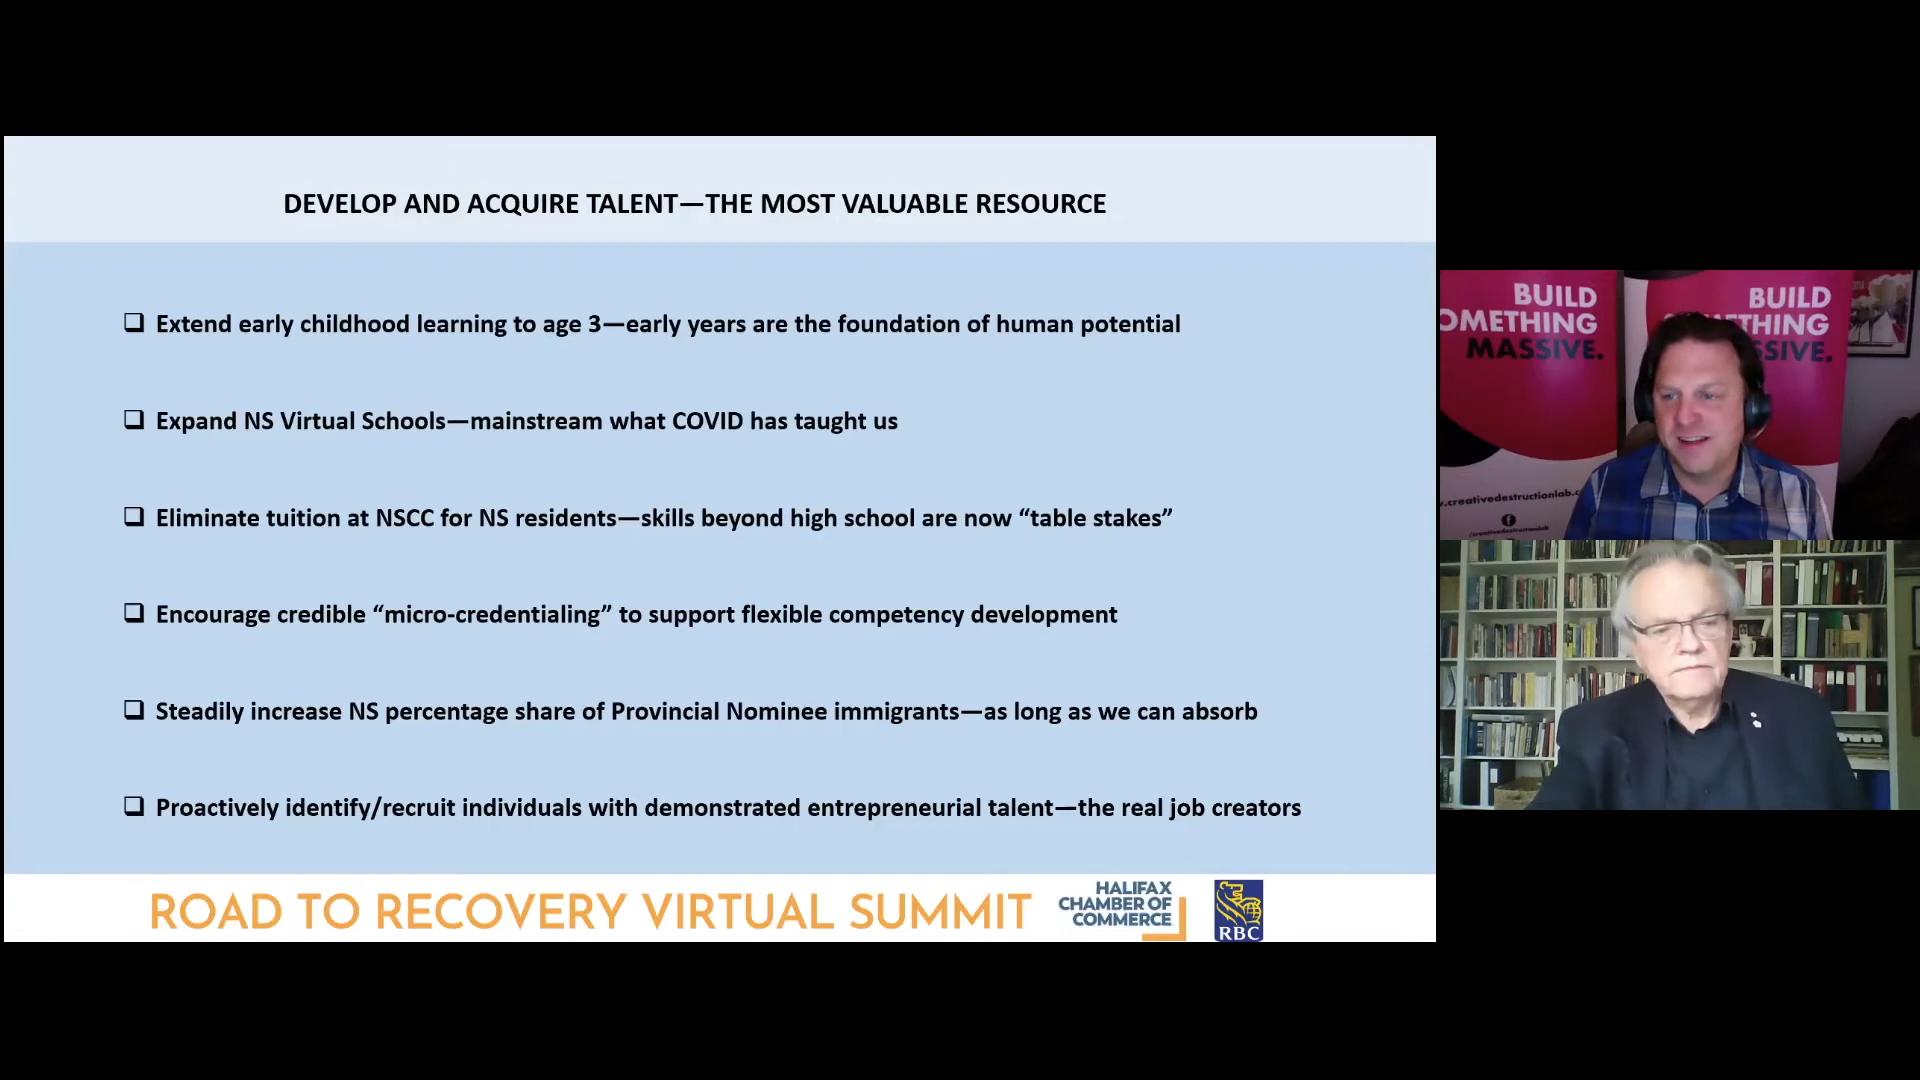 DEVELOP AND ACQUIRE TALENT—THE MOST VALUABLE RESOURCE
❑ Extend early childhood learning to age 3—early years are the foundation of human potential
❑ Expand NS Virtual Schools—mainstream what COVID has taught us
❑ Eliminate tuition at NSCC for NS residents—skills beyond high school are now “table stakes”
❑ Encourage credible “micro-credentialing” to support flexible competency development
❑ Steadily increase NS percentage share of Provincial Nominee immigrants—as long as we can absorb
❑ Proactively identify/recruit individuals with demonstrated entrepreneurial talent—the real job creators
ROAD TO RECOVERY VIRTUAL SUMMIT
HALIFAX
CHAMBER OF
COMMERCE
RBC
BUILD
OMETHING
MASSIVE.
.creativedestructionlab.c
/creativedestructionlab
BUILD
THING
SSIVE.